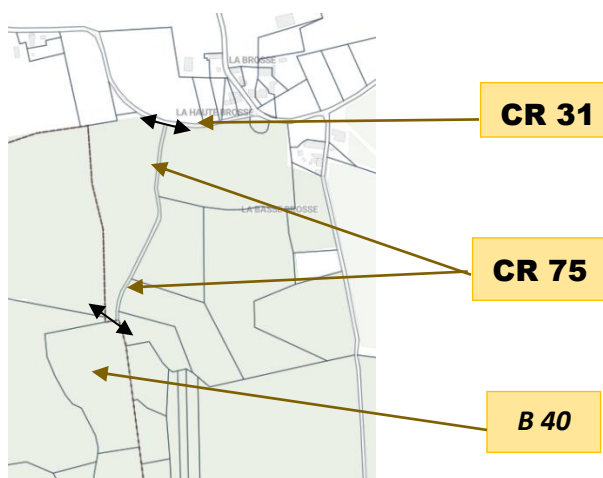 LA BROSSE
LA HAUTE BROSSE
CR 31
LA BASSE BROSSE
CR 75
B 40